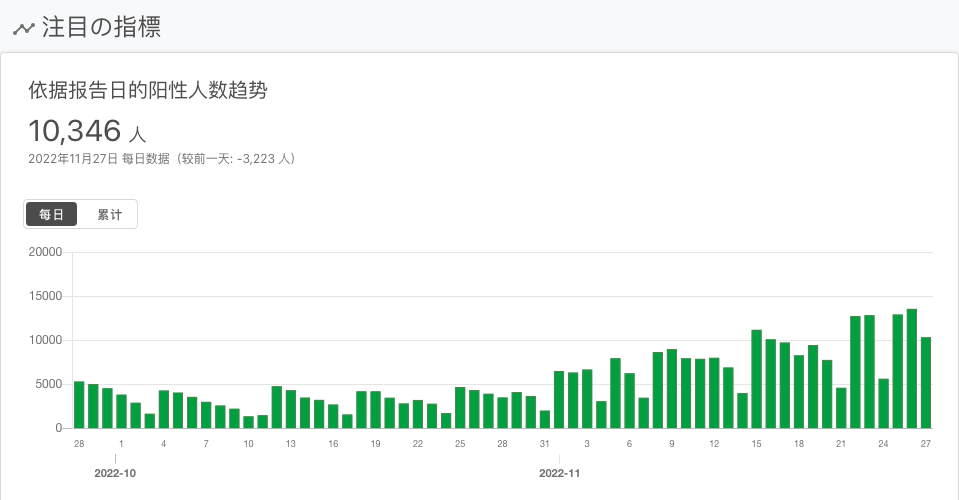 注目の指標
依据报告日的阳性人数趋势
10,346 人
2022年11月27日 每日数据（较前一天: -3,223 人）
每日 累计
20000
15000
10000
5000
0
28 1 4 7 10 13 16 19 22 25 28 31 3 6 9 12 15 18 21 24 27
2022-10 2022-11